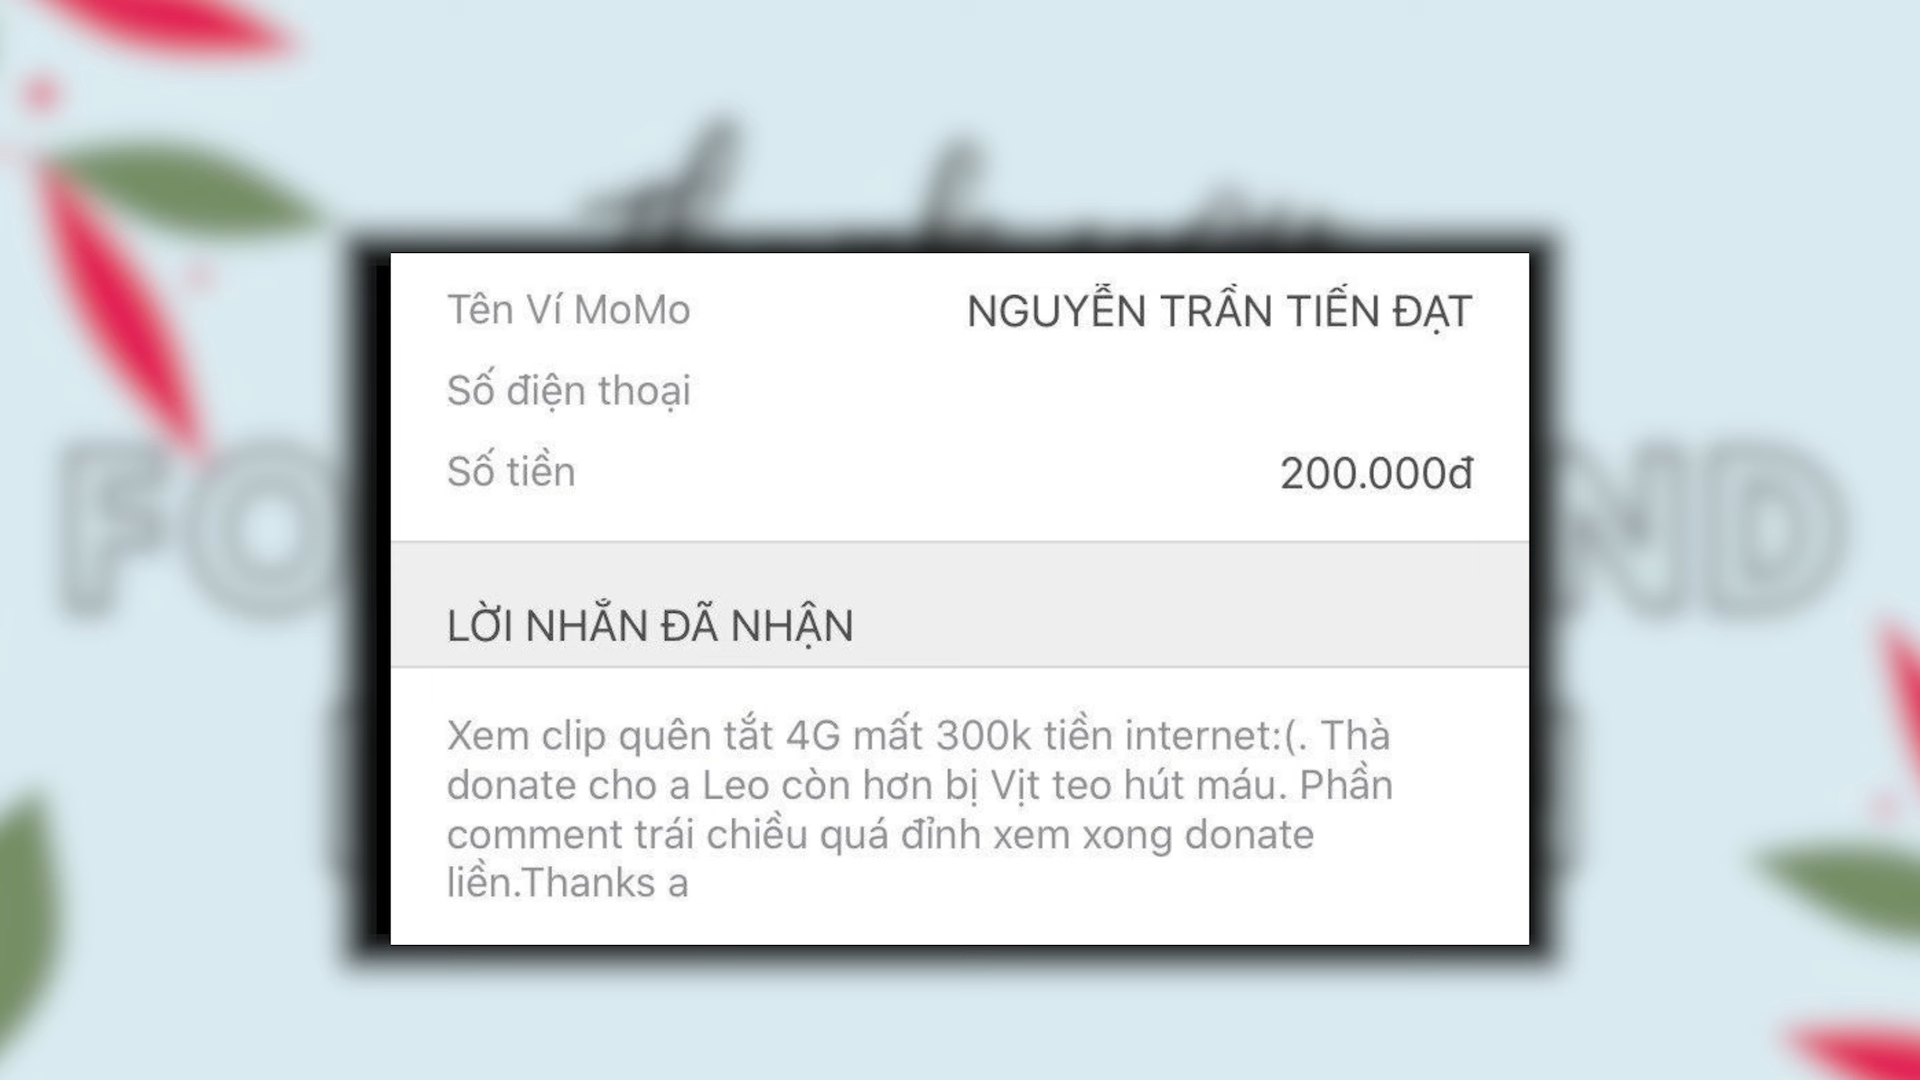 Tên Ví MoMo NGUYỄN TRẦN TIẾN ĐẠT
Số điện thoại
Số tiền 200.000đ
LỜI NHẮN ĐÃ NHẬN
Xem clip quên tắt 4G mất 300k tiền internet:(. Thà
donate cho a Leo còn hơn bị Vịt teo hút máu. Phần
comment trái chiều quá đỉnh xem xong donate
liền.Thanks a